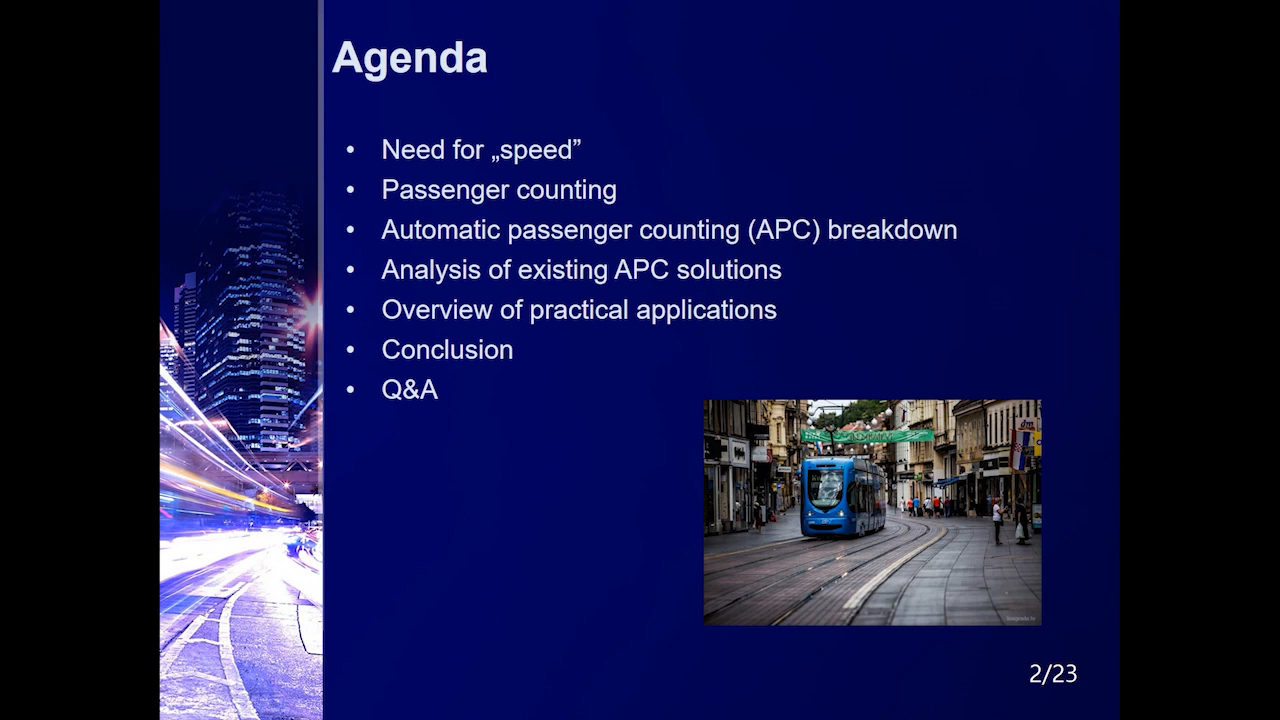 Agenda
• Need for „speed”
• Passenger counting
• Automatic passenger counting (APC) breakdown
• Analysis of existing APC solutions
• Overview of practical applications
• Conclusion
• Q&A
dm
2/23